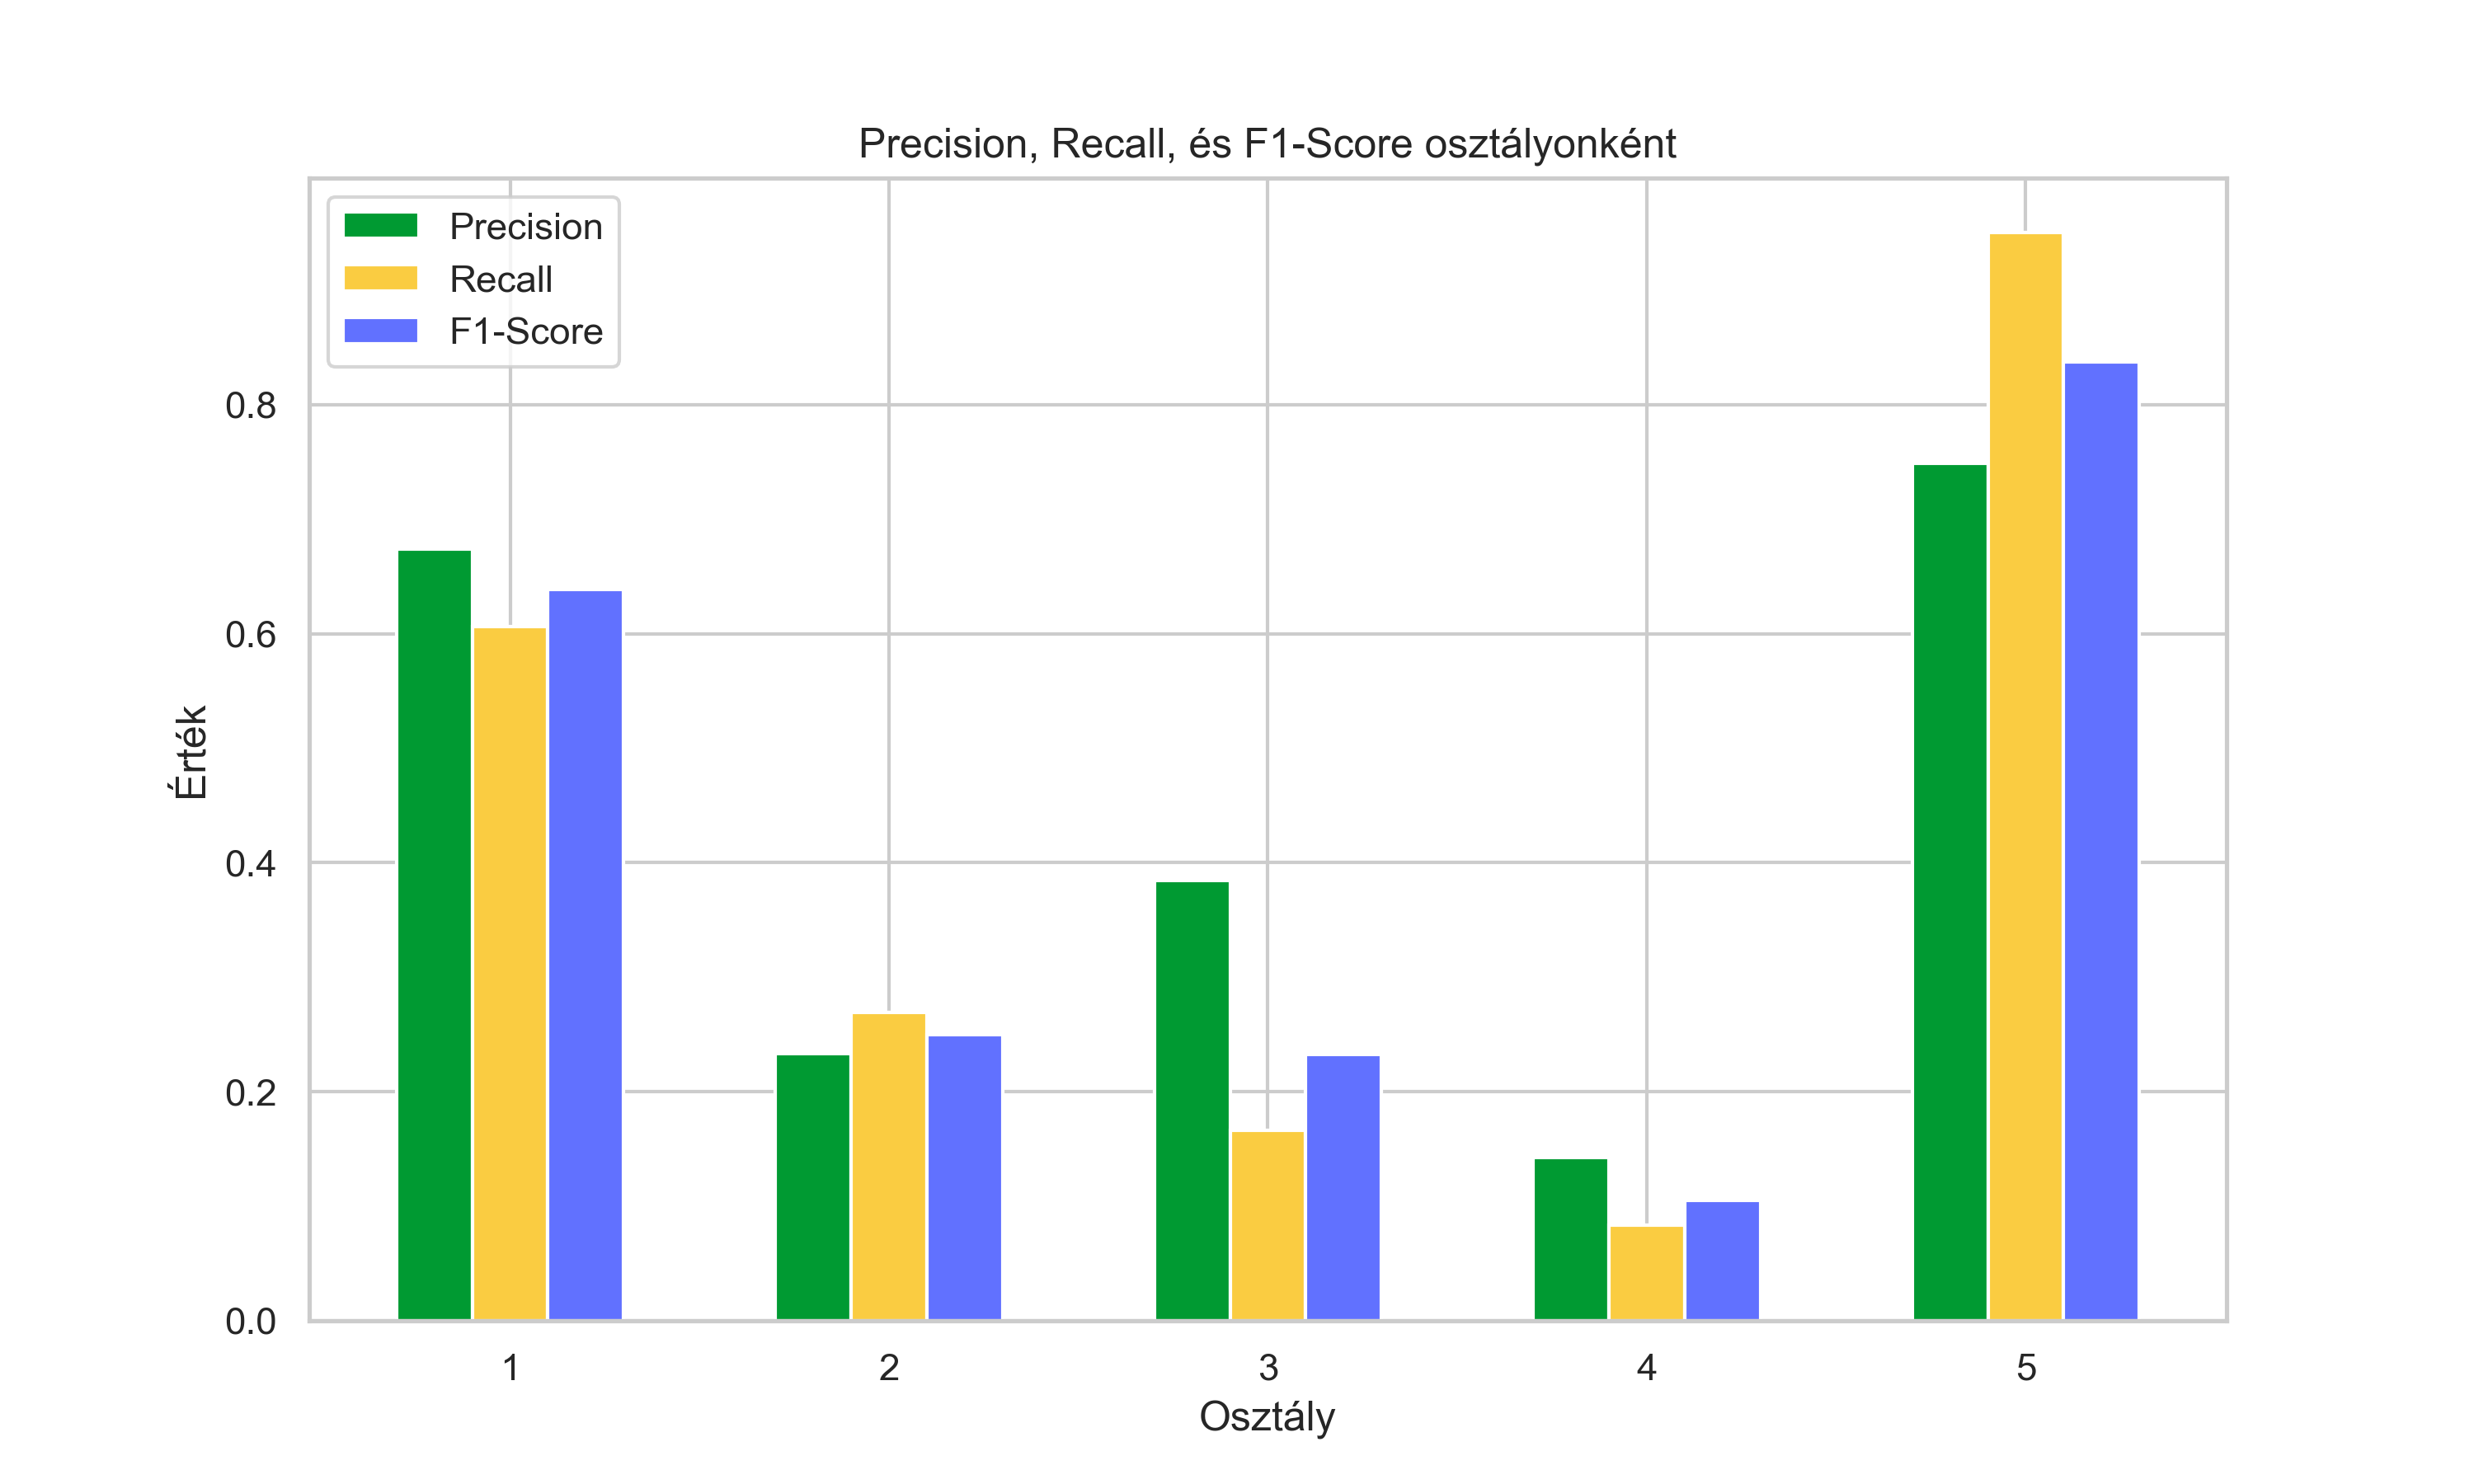 Precision, Recall, és F1-Score osztályonként
Precision
Recall
F1-Score
0.8
0.6
0.4
0.2
0.0
Érték
1 2 3 4 5
Osztály